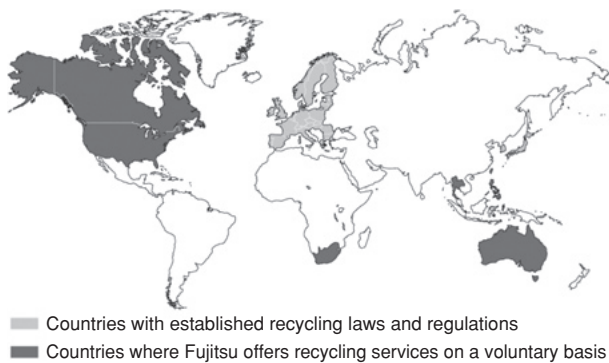 Countries with established recycling laws and regulations
Countries where Fujitsu offers recycling services on a voluntary basis